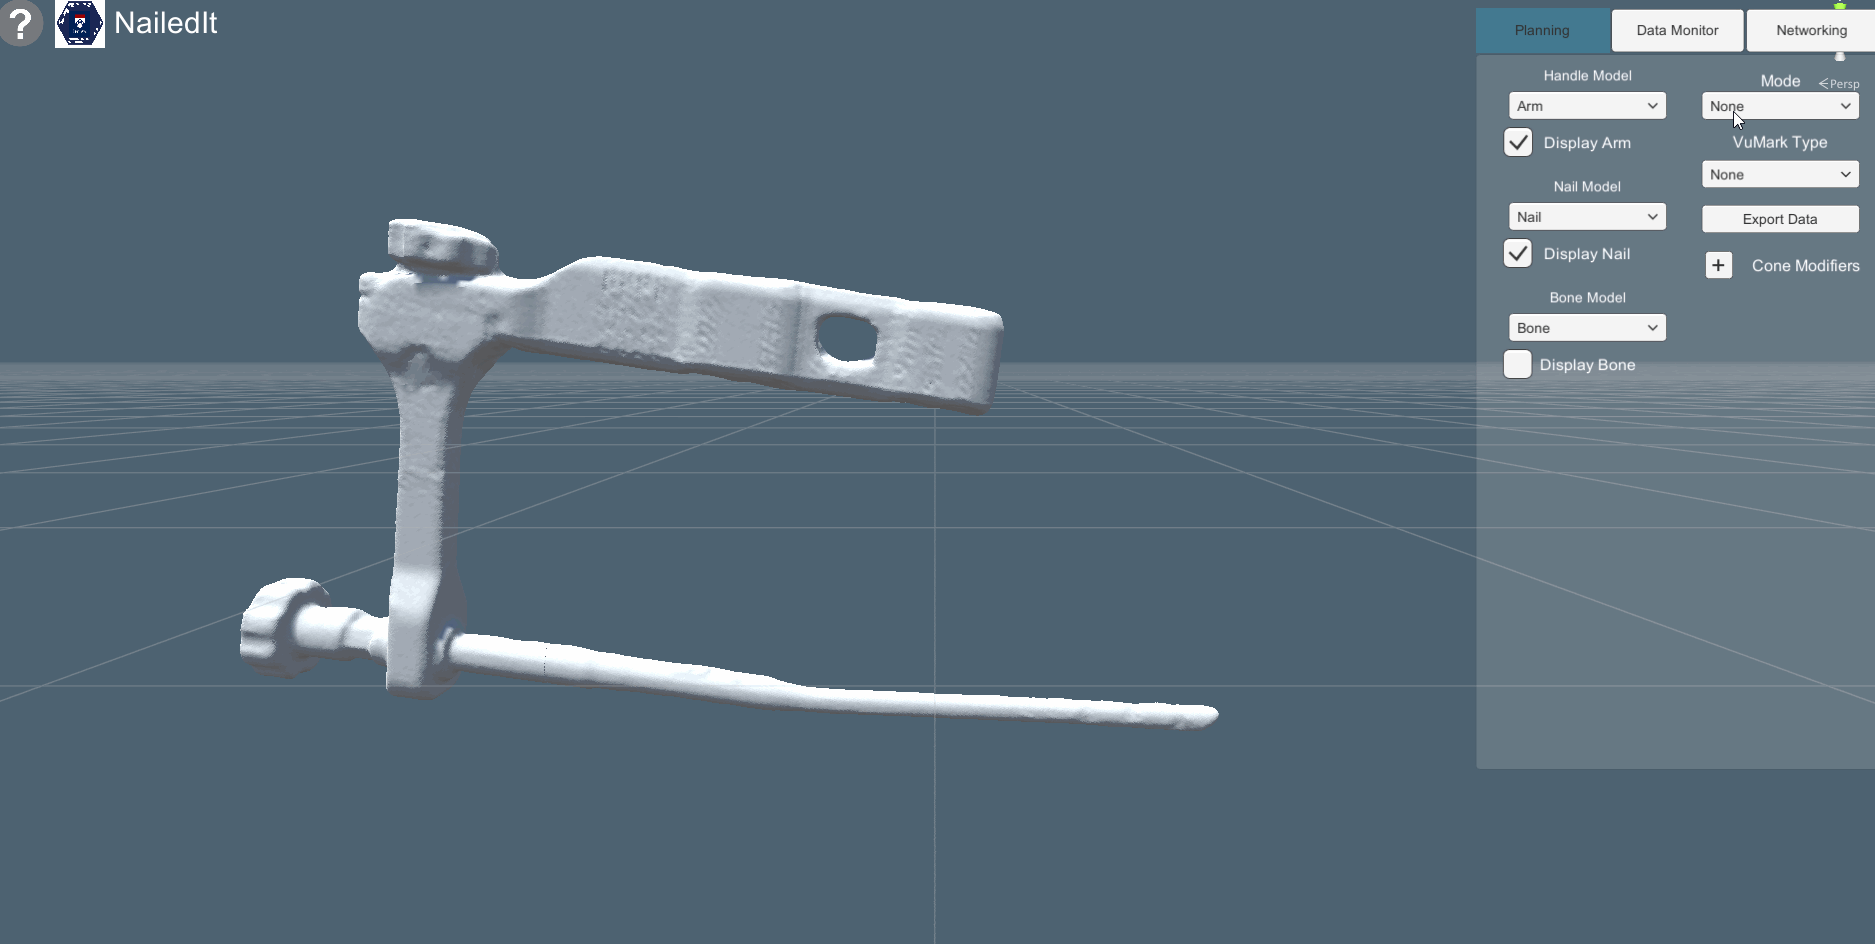 ?
NailedIt
Planning
Data Monitor
Networking
Handle Model
Arm
Display Arm
Nail Model
Nail
Display Nail
Bone Model
Bone
Display Bone
Mode
<Persp
None
VuMark Type
None
Export Data
+
Cone Modifiers